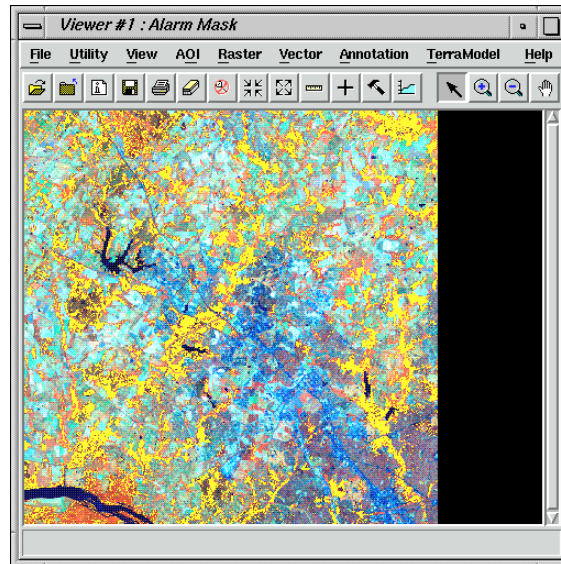 Viewer #1 : Alarm Mask
File Utility View AOI Raster Vector Annotation TerraModel Help